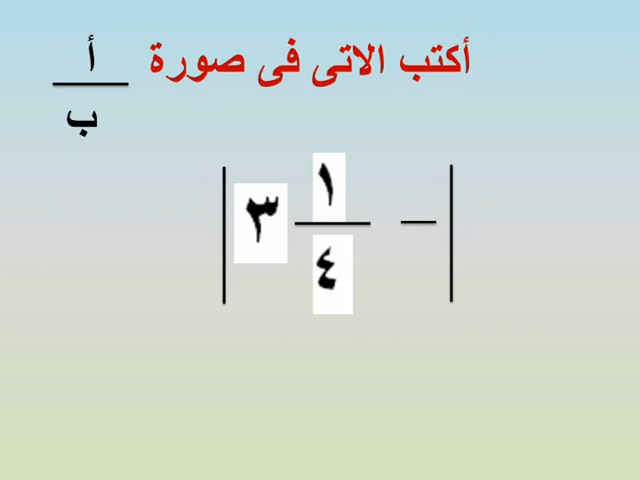 أكتب الاتى فى صورة أ/ب
| − ١/٤ ٣ |